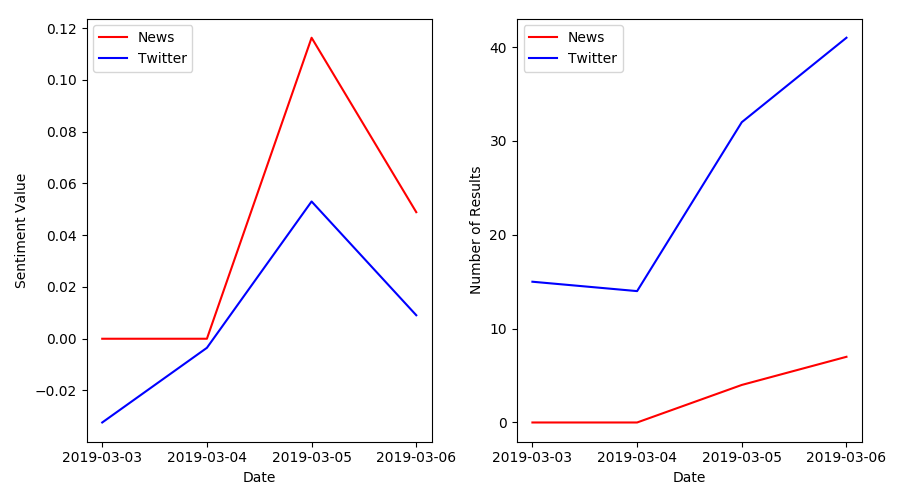 0.12
0.10
0.08
0.06
0.04
0.02
0.00
−0.02
Sentiment Value
News
Twitter
2019-03-03 2019-03-04 2019-03-05 2019-03-06
Date
40
30
20
10
0
Number of Results
News
Twitter
2019-03-03 2019-03-04 2019-03-05 2019-03-06
Date